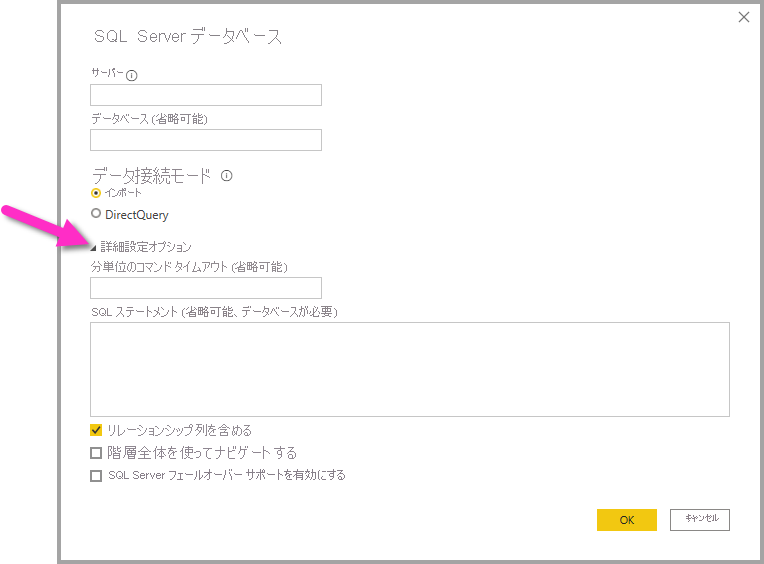 SQL Server データベース
サーバー
データベース (省略可能)
データ接続モード
インポート
DirectQuery
詳細設定オプション
分単位のコマンド タイムアウト (省略可能)
SQL ステートメント (省略可能、データベースが必要)
リレーションシップ列を含める
階層全体を使ってナビゲートする
SQL Server フェールオーバー サポートを有効にする
OK キャンセル